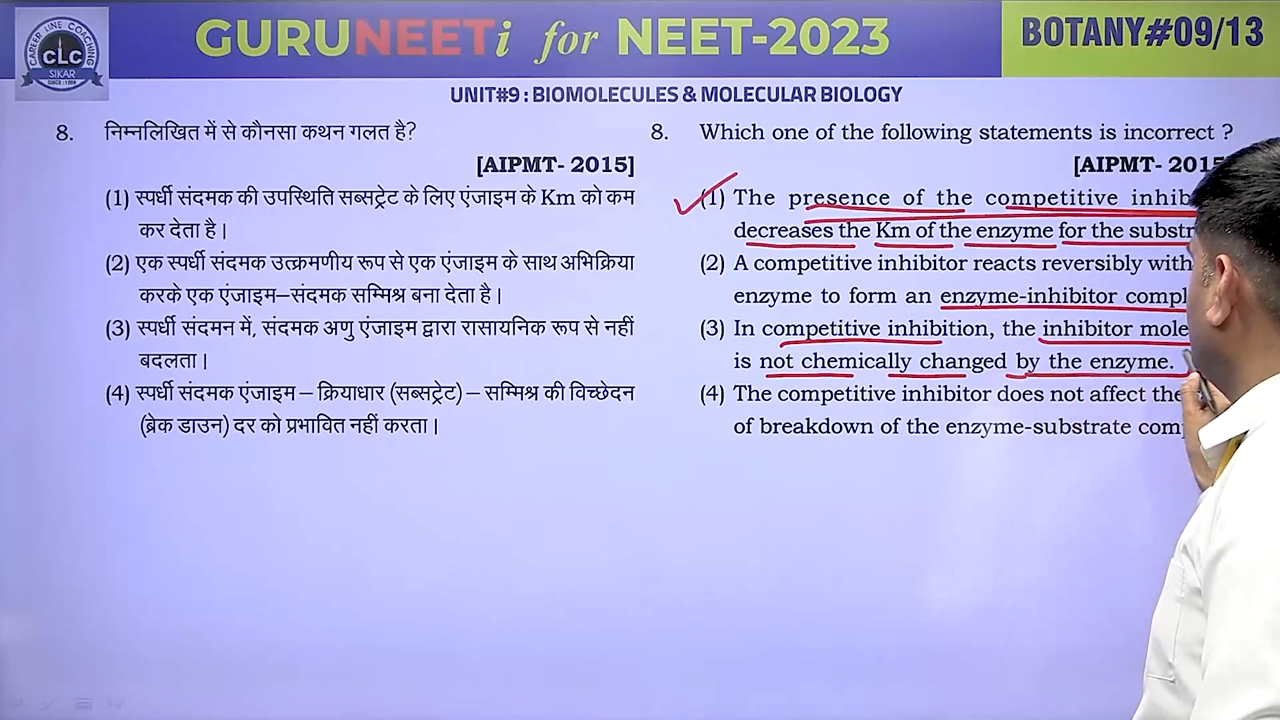 CAREER LINE COACHING
CLC
SIKAR
SINCE : 1996
GURUNEETi for NEET-2023
BOTANY#09/13
UNIT#9 : BIOMOLECULES & MOLECULAR BIOLOGY
8. निम्नलिखित में से कौनसा कथन गलत है?
[AIPMT- 2015]
(1) स्पर्धी संदमक की उपस्थिति सब्सट्रेट के लिए एंजाइम के Km को कम
कर देता है।
(2) एक स्पर्धी संदमक उत्क्रमणीय रूप से एक एंजाइम के साथ अभिक्रिया
करके एक एंजाइम–संदमक सम्मिश्र बना देता है।
(3) स्पर्धी संदमन में, संदमक अणु एंजाइम द्वारा रासायनिक रूप से नहीं
बदलता।
(4) स्पर्धी संदमक एंजाइम – क्रियाधार (सब्सट्रेट) – सम्मिश्र की विच्छेदन
(ब्रेक डाउन) दर को प्रभावित नहीं करता।
8. Which one of the following statements is incorrect ?
[AIPMT- 2015
(1) The presence of the competitive inhib
decreases the Km of the enzyme for the substr
(2) A competitive inhibitor reacts reversibly with
enzyme to form an enzyme-inhibitor compl
(3) In competitive inhibition, the inhibitor mole
is not chemically changed by the enzyme.
(4) The competitive inhibitor does not affect the
of breakdown of the enzyme-substrate com